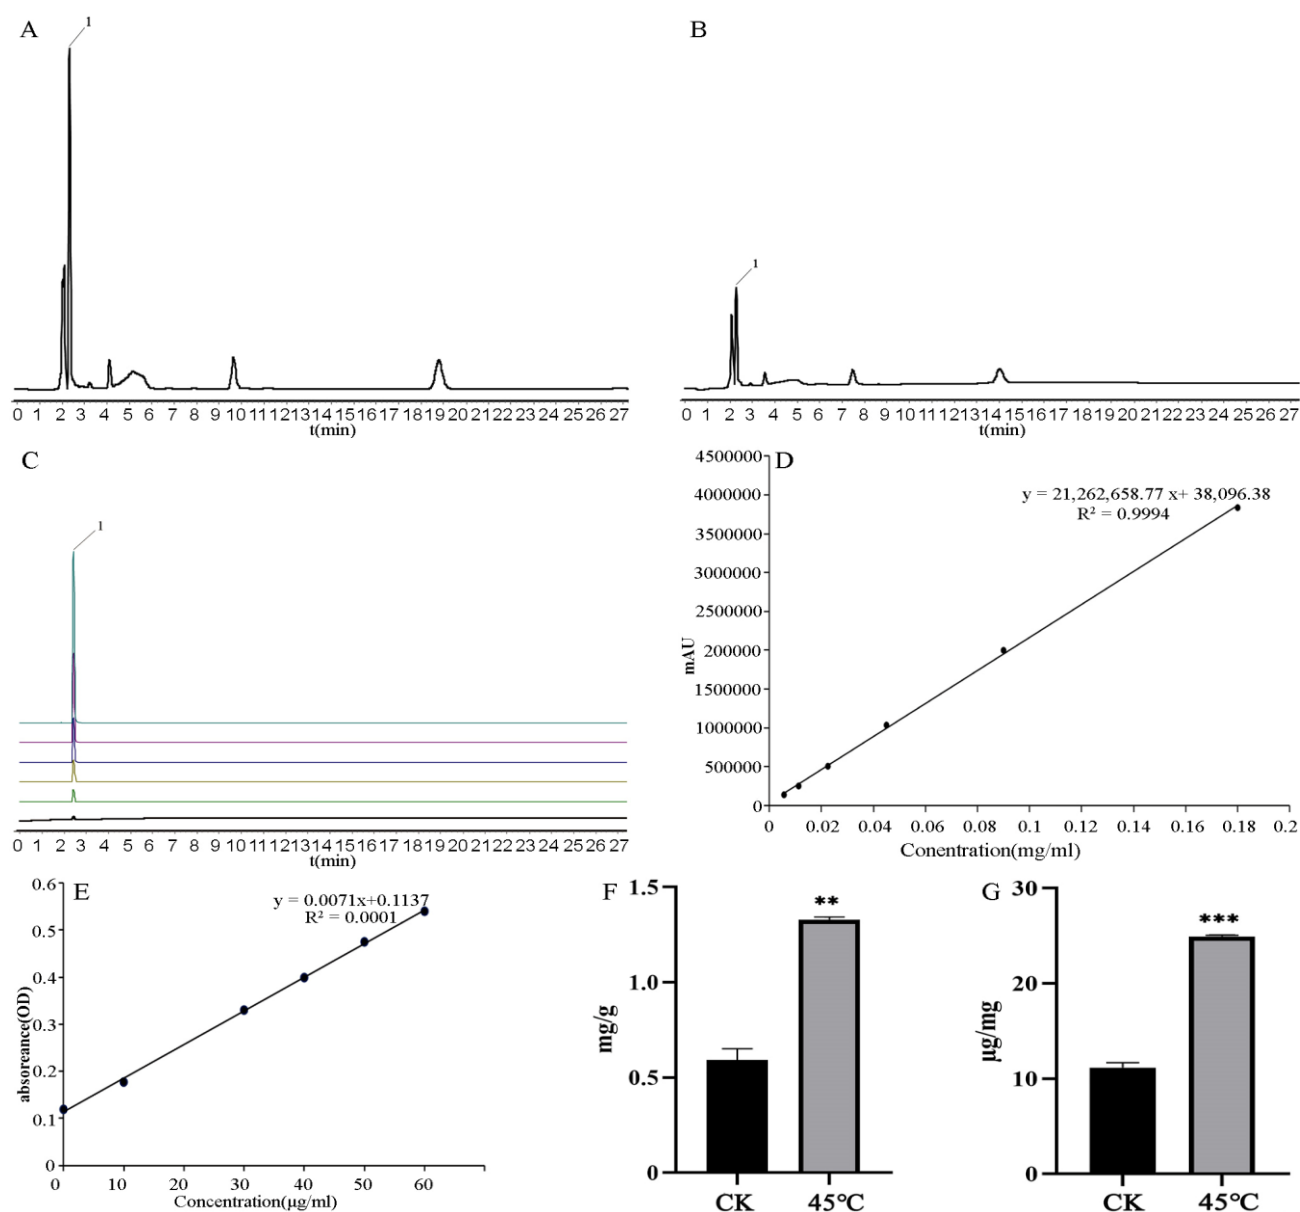 A
1
0 1 2 3 4 5 6 7 8 9 10 11 12 13 14 15 16 17 18 19 20 21 22 23 24 25 26 27
t(min)
B
1
0 1 2 3 4 5 6 7 8 9 10 11 12 13 14 15 16 17 18 19 20 21 22 23 24 25 26 27
t(min)
C
1
0 1 2 3 4 5 6 7 8 9 10 11 12 13 14 15 16 17 18 19 20 21 22 23 24 25 26 27
t(min)
D
y = 21,262,658.77 x+ 38,096.38
R² = 0.9994
mAU
4500000
4000000
3500000
3000000
2500000
200000
1500000
1000000
500000
0
0 0.02 0.04 0.06 0.08 0.1 0.12 0.14 0.16 0.18 0.2
Conentration(mg/ml)
E
y = 0.0071x+0.1137
R² = 0.0001
absoreance(OD)
0.6
0.5
0.4
0.3
0.2
0.1
0
0 10 20 30 40 50 60
Concentration(μg/ml)
F
mg/g
1.5
1.0
0.5
0
**
CK 45°C
G
μg/mg
30
20
10
0
***
CK 45°C